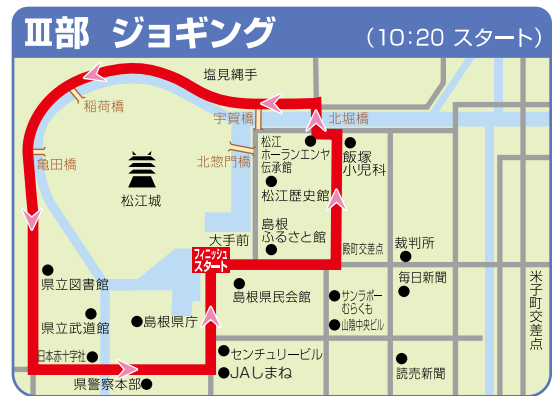 Ⅲ部 ジョギング
（10：20 スタート）
塩見縄手
稲荷橋
宇賀橋
北堀橋
亀田橋
北惣門橋
松江
ホーランエンヤ
伝承館
飯塚
小児科
松江城
松江歴史館
島根
ふるさと館
大手前
殿町交差点
裁判所
フィニッシュ
スタート
県立図書館
島根県民会館
毎日新聞
サンラポー
むらくも
米子町交差点
県立武道館
島根県庁
山陰中央ビル
日本赤十字社
センチュリービル
JAしまね
読売新聞
県警察本部